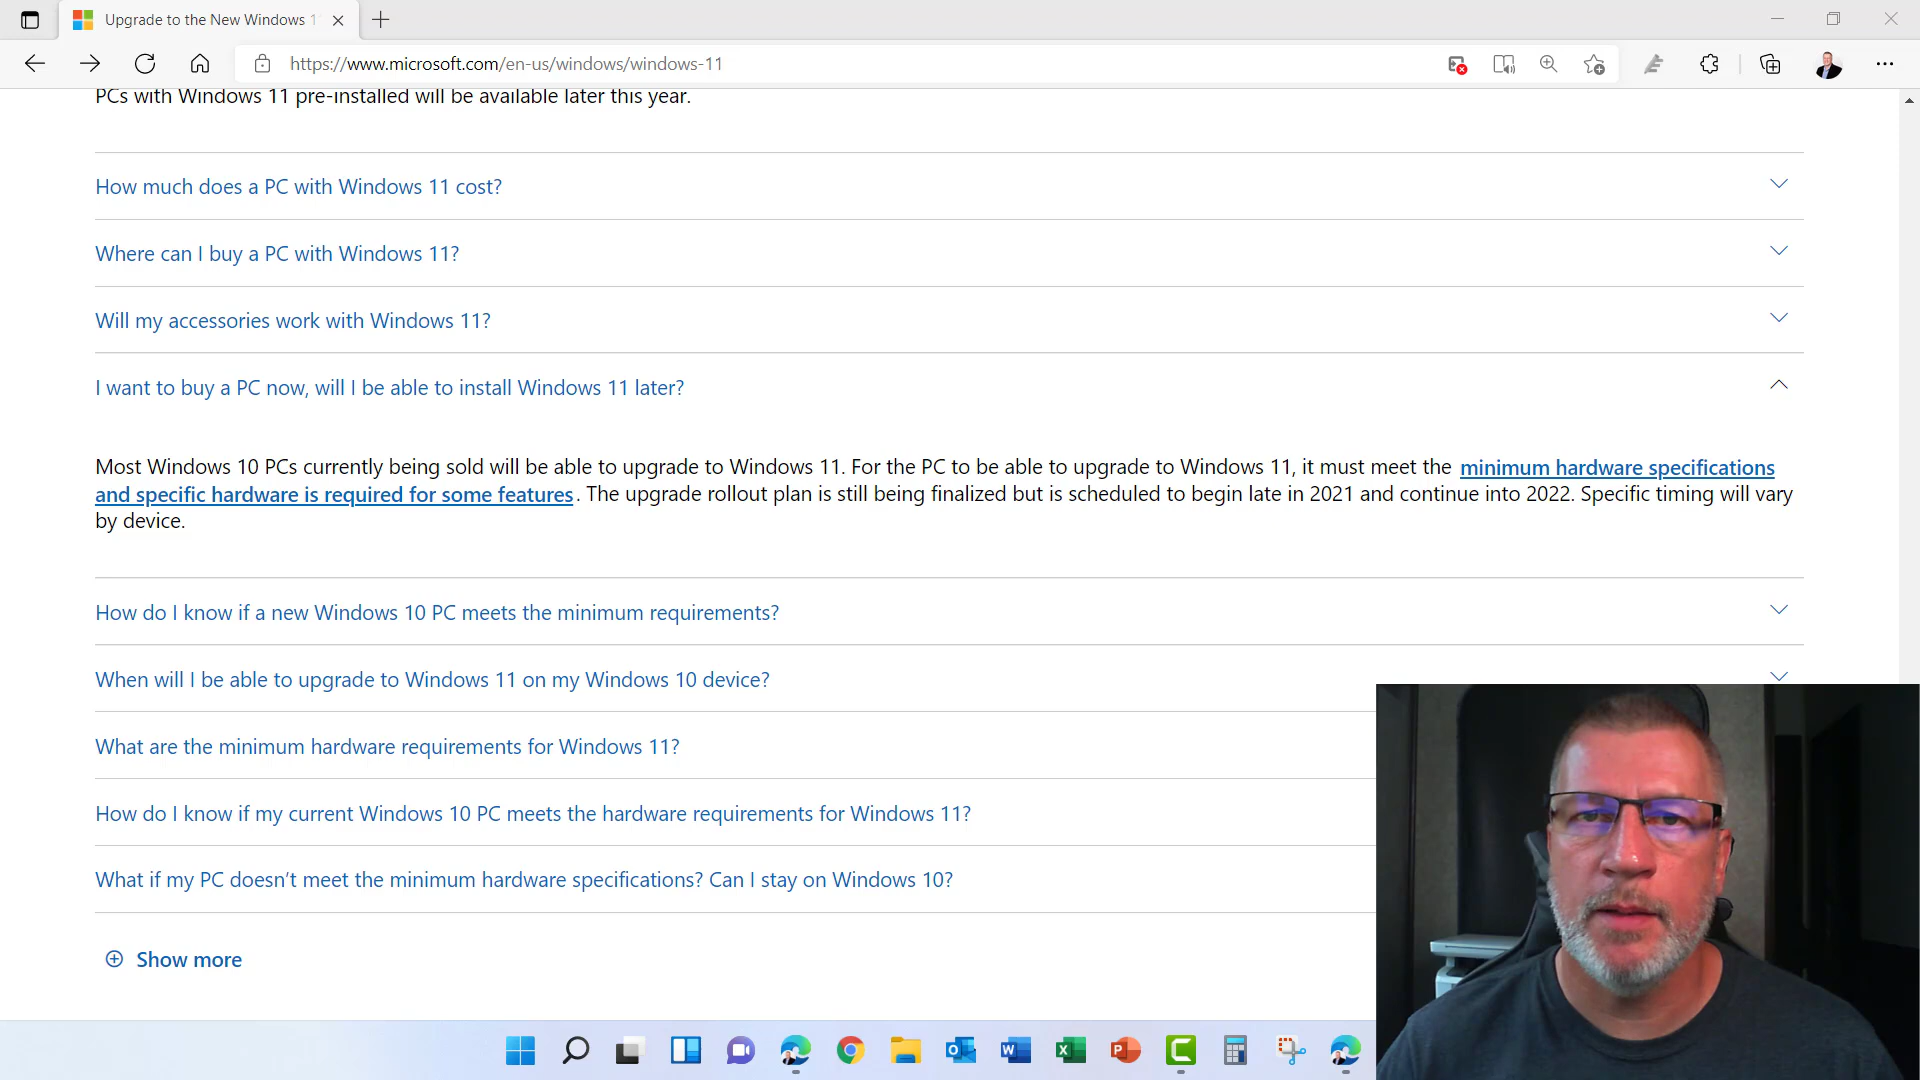 Upgrade to the New Windows 1
https://www.microsoft.com/en-us/windows/windows-11
PCs with Windows 11 pre-installed will be available later this year.
How much does a PC with Windows 11 cost?
Where can I buy a PC with Windows 11?
Will my accessories work with Windows 11?
I want to buy a PC now, will I be able to install Windows 11 later?
Most Windows 10 PCs currently being sold will be able to upgrade to Windows 11. For the PC to be able to upgrade to Windows 11, it must meet the minimum hardware specifications
and specific hardware is required for some features. The upgrade rollout plan is still being finalized but is scheduled to begin late in 2021 and continue into 2022. Specific timing will vary
by device.
How do I know if a new Windows 10 PC meets the minimum requirements?
When will I be able to upgrade to Windows 11 on my Windows 10 device?
What are the minimum hardware requirements for Windows 11?
How do I know if my current Windows 10 PC meets the hardware requirements for Windows 11?
What if my PC doesn’t meet the minimum hardware specifications? Can I stay on Windows 10?
Show more